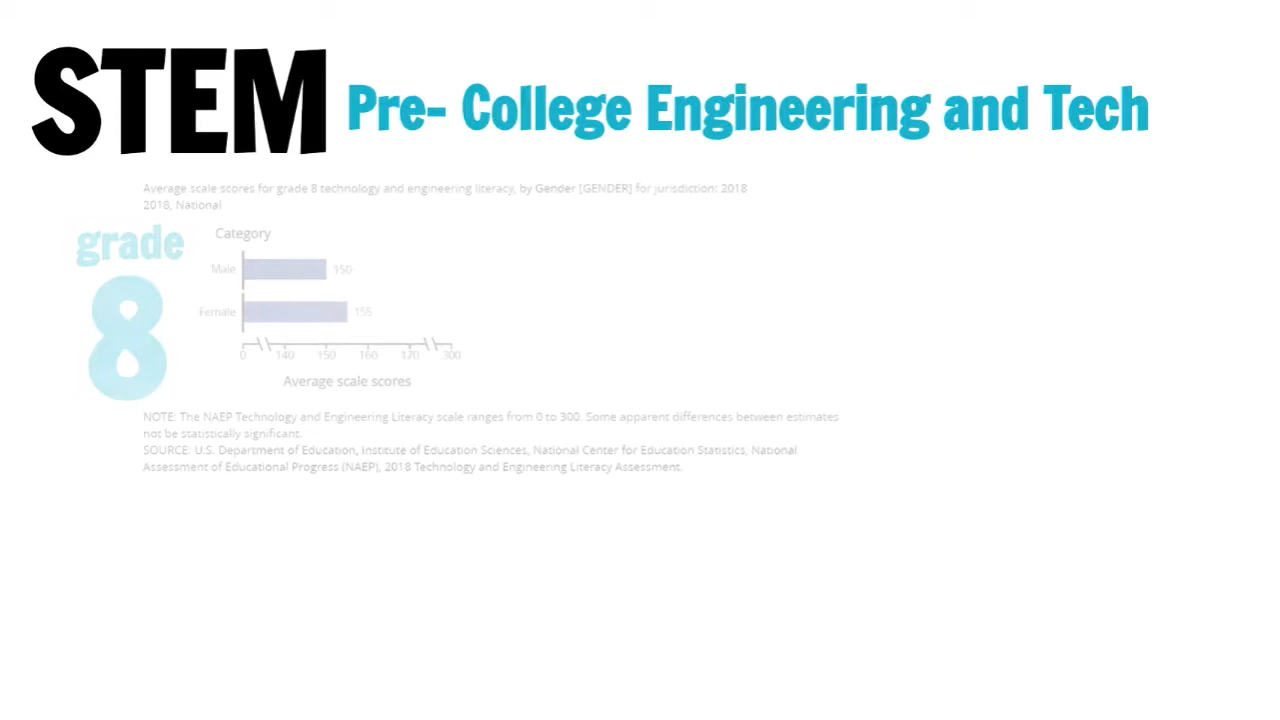 STEM Pre- College Engineering and Tech
Average scale scores for grade 8 technology and engineering literacy, by Gender [GENDER] for jurisdiction: 2018
2018, National
grade
8
Category
Male 150
Female 155
0 140 150 160 170 300
Average scale scores
NOTE: The NAEP Technology and Engineering Literacy scale ranges from 0 to 300. Some apparent differences between estimates
not be statistically significant.
SOURCE: U.S. Department of Education, Institute of Education Sciences, National Center for Education Statistics, National
Assessment of Educational Progress (NAEP), 2018 Technology and Engineering Literacy Assessment.